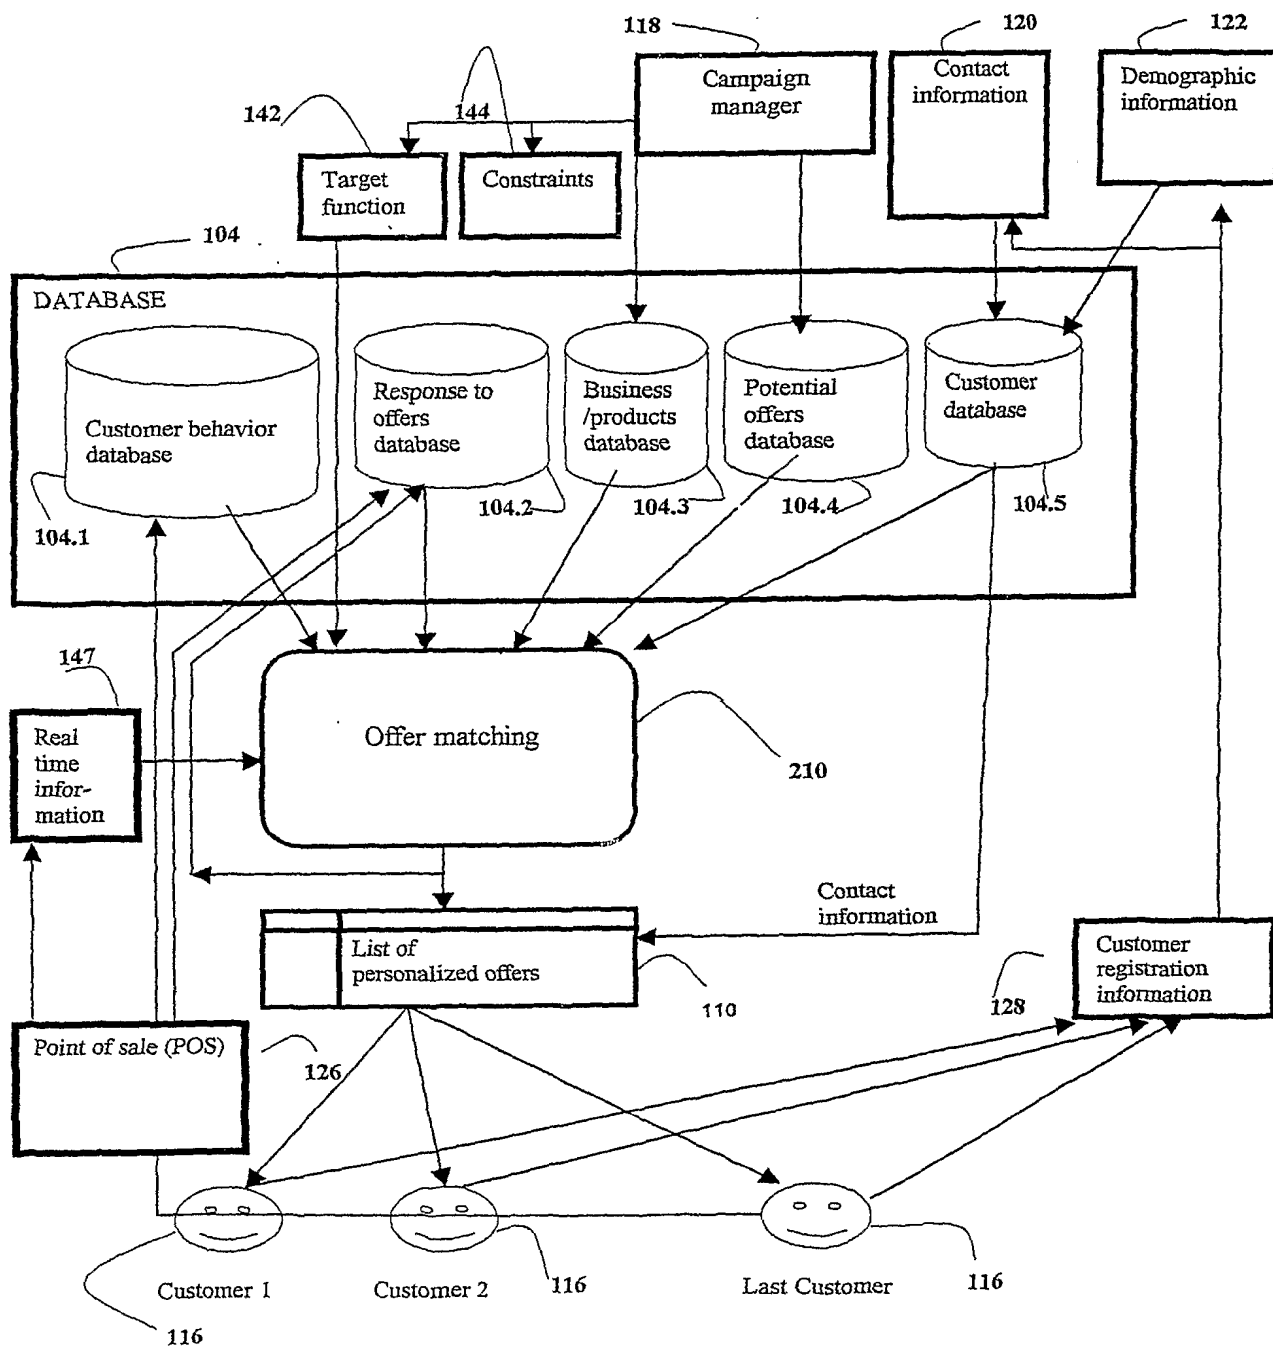 118
120
122
Campaign
manager
Contact
information
Demographic
information
142
144
Target
function
Constraints
104
DATABASE
Customer behavior
database
Response to
offers
database
Business
/products
database
Potential
offers
database
Customer
database
104.1
104.2
104.3
104.4
104.5
147
Real
time
infor-
mation
Offer matching
210
Contact
information
List of
personalized offers
110
Customer
registration
information
128
Point of sale (POS)
126
Customer 1
Customer 2
116
Last Customer
116
116